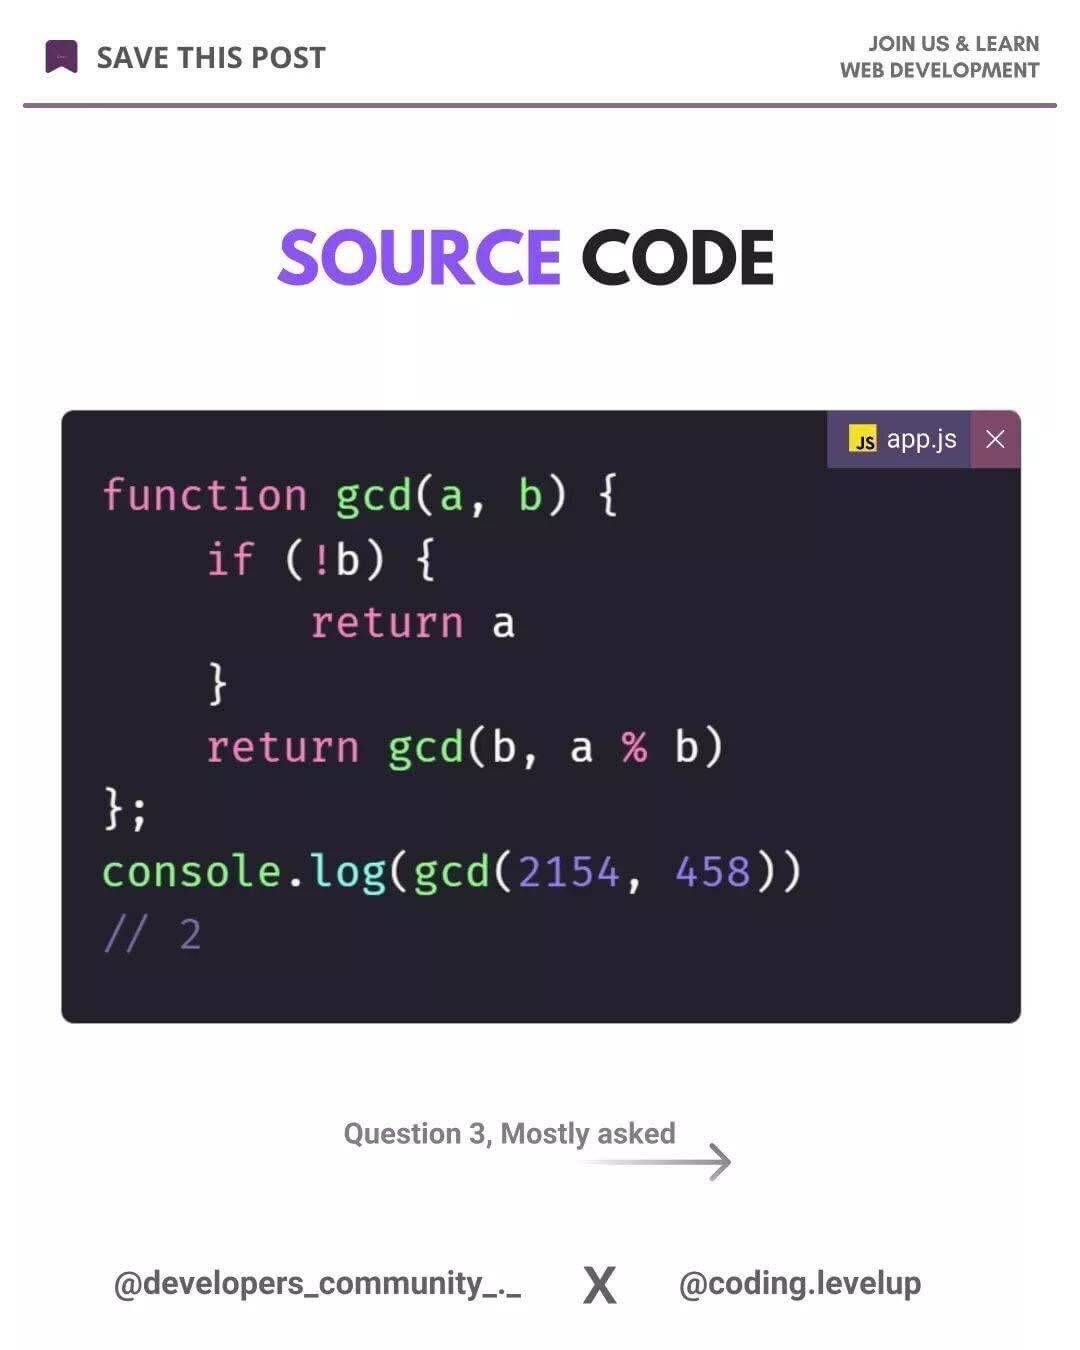 SAVE THIS POST
JOIN US & LEARN
WEB DEVELOPMENT
SOURCE CODE
JS app.js
function gcd(a, b) {
    if (!b) {
        return a
    }
    return gcd(b, a % b)
};
console.log(gcd(2154, 458))
// 2
Question 3, Mostly asked
@developers_community_._ X @coding.levelup